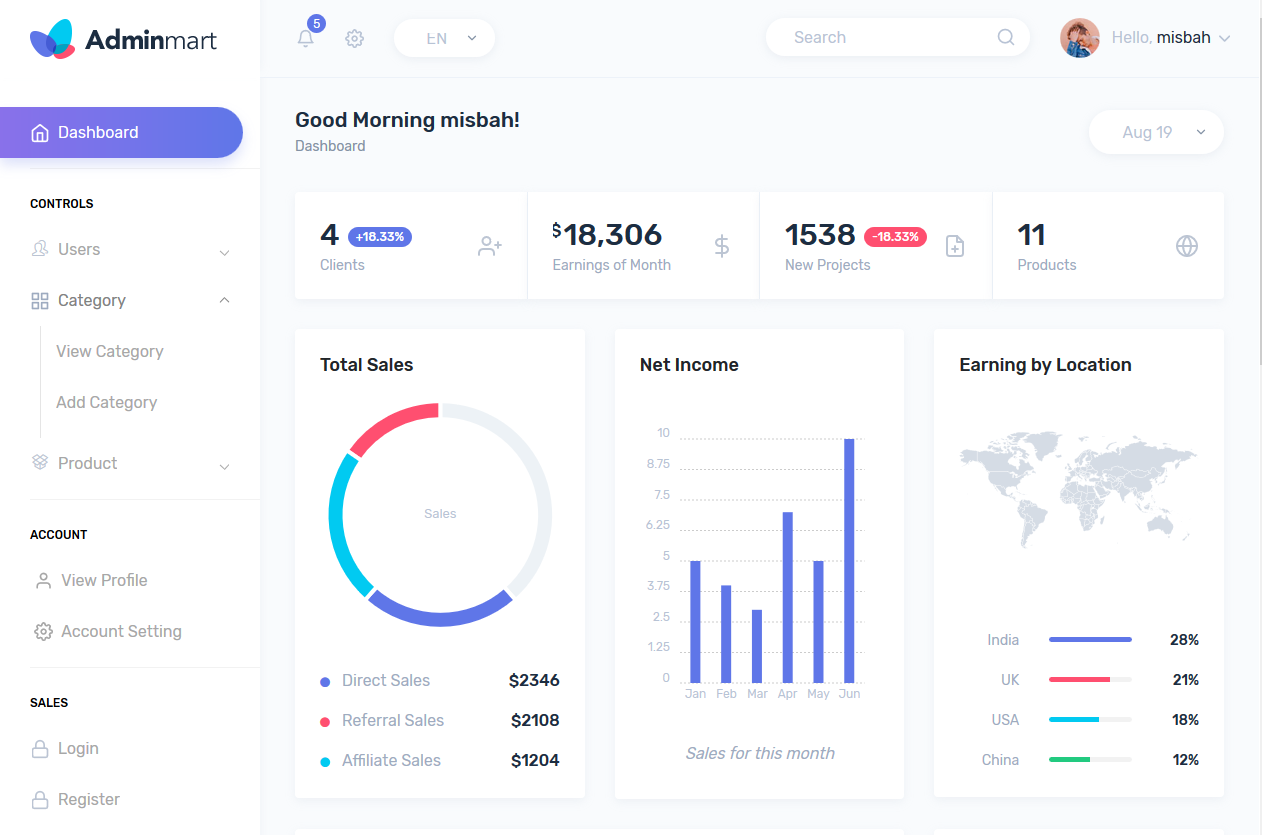 Adminmart
5
EN
Search
Hello, misbah
Dashboard
CONTROLS
Users
Category
View Category
Add Category
Product
ACCOUNT
View Profile
Account Setting
SALES
Login
Register
Good Morning misbah!
Dashboard
Aug 19
4 +18.33%
Clients
$18,306
Earnings of Month
1538 -18.33%
New Projects
11
Products
Total Sales
Sales
Direct Sales $2346
Referral Sales $2108
Affiliate Sales $1204
Net Income
10
8.75
7.5
6.25
5
3.75
2.5
1.25
0
Jan Feb Mar Apr May Jun
Sales for this month
Earning by Location
India 28%
UK 21%
USA 18%
China 12%